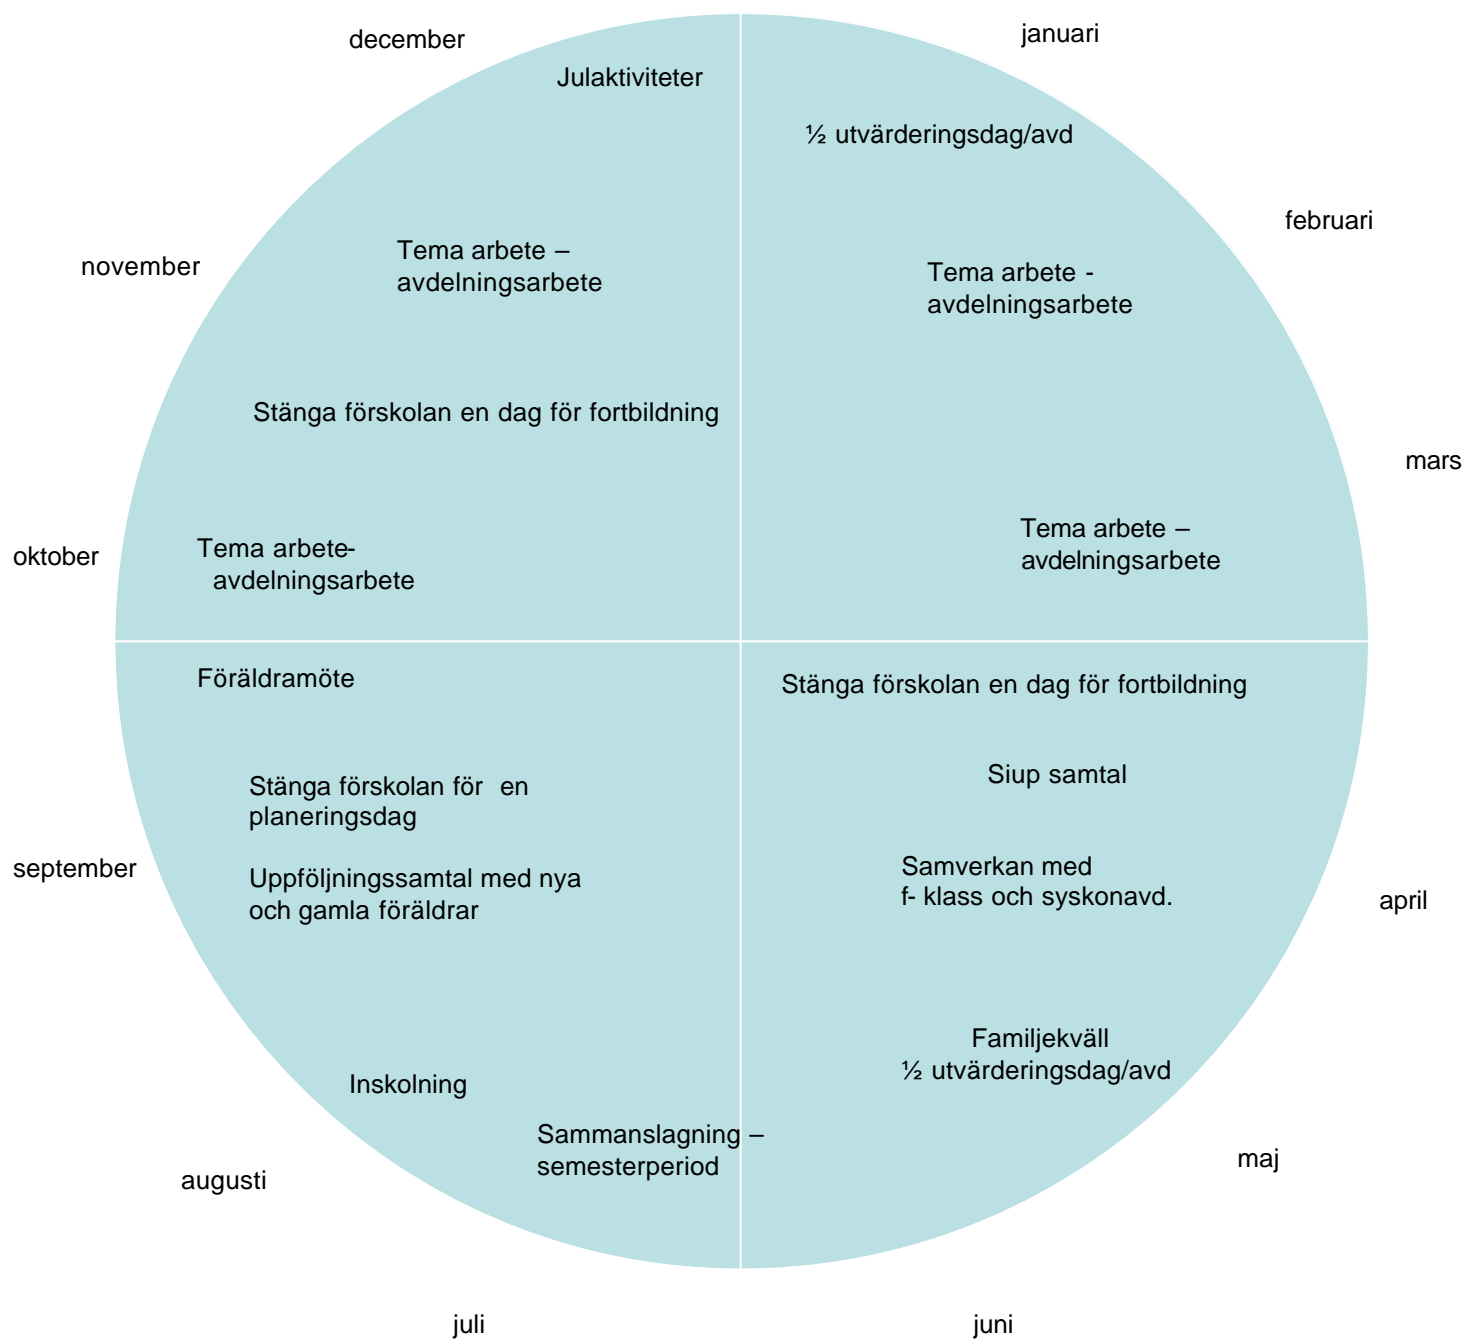 december
januari
Julaktiviteter
½ utvärderingsdag/avd
februari
november
Tema arbete –
avdelningsarbete
Tema arbete -
avdelningsarbete
Stänga förskolan en dag för fortbildning
mars
oktober
Tema arbete-
avdelningsarbete
Tema arbete –
avdelningsarbete
Föräldramöte
Stänga förskolan en dag för fortbildning
Stänga förskolan för en
planeringsdag
Siup samtal
september
Uppföljningssamtal med nya
och gamla föräldrar
Samverkan med
f- klass och syskonavd.
april
Familjekväll
½ utvärderingsdag/avd
Inskolning
Sammanslagning –
semesterperiod
maj
augusti
juli
juni